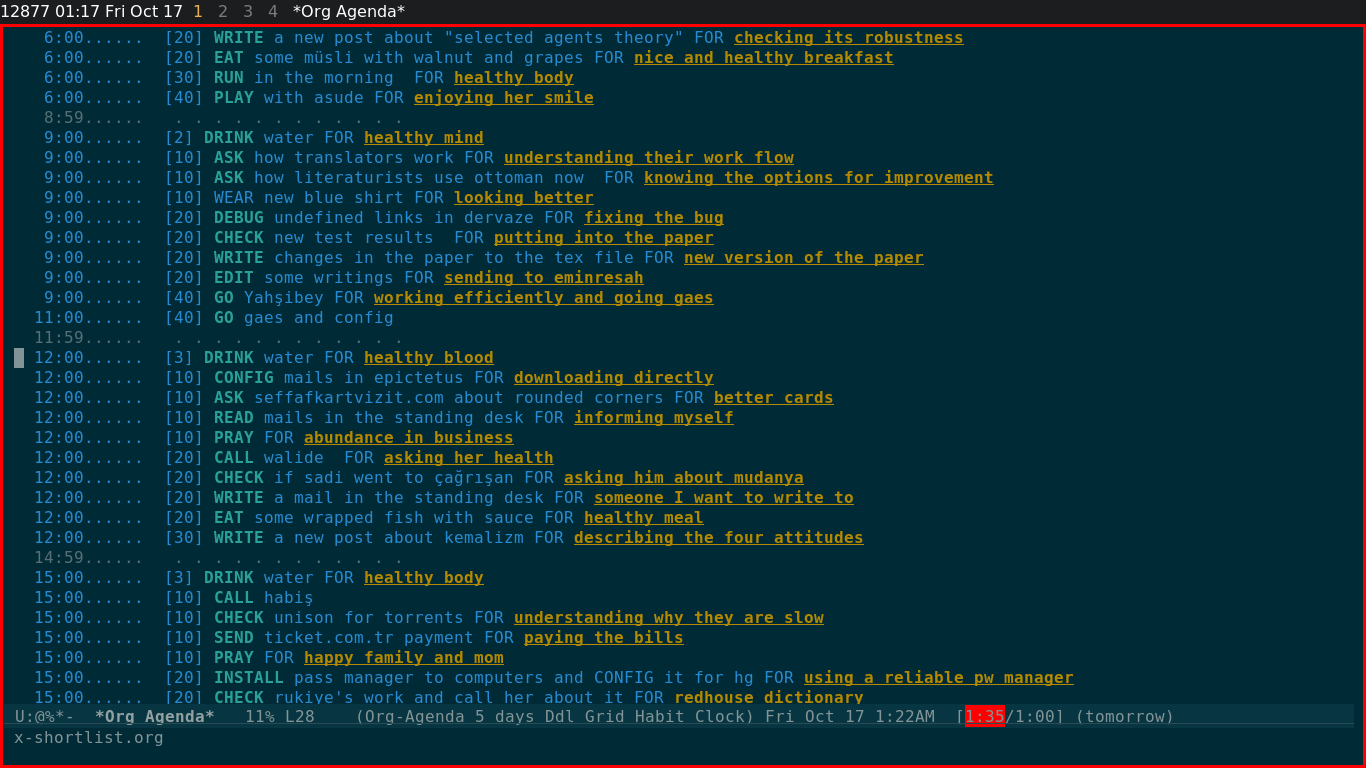 12877 01:17 Fri Oct 17 1 2 3 4 *Org Agenda*
6:00...... [20] WRITE a new post about "selected agents theory" FOR checking its robustness
6:00...... [20] EAT some müsli with walnut and grapes FOR nice and healthy breakfast
6:00...... [30] RUN in the morning  FOR healthy body
6:00...... [40] PLAY with asude FOR enjoying her smile
8:59...... . . . . . . . . . . . .
9:00...... [2] DRINK water FOR healthy mind
9:00...... [10] ASK how translators work FOR understanding their work flow
9:00...... [10] ASK how literaturists use ottoman now  FOR knowing the options for improvement
9:00...... [10] WEAR new blue shirt FOR looking better
9:00...... [20] DEBUG undefined links in dervaze FOR fixing the bug
9:00...... [20] CHECK new test results  FOR putting into the paper
9:00...... [20] WRITE changes in the paper to the tex file FOR new version of the paper
9:00...... [20] EDIT some writings FOR sending to eminresah
9:00...... [40] GO Yahşibey FOR working efficiently and going gaes
11:00...... [40] GO gaes and config
11:59...... . . . . . . . . . . . .
12:00...... [3] DRINK water FOR healthy blood
12:00...... [10] CONFIG mails in epictetus FOR downloading directly
12:00...... [10] ASK seffafkartvizit.com about rounded corners FOR better cards
12:00...... [10] READ mails in the standing desk FOR informing myself
12:00...... [10] PRAY FOR abundance in business
12:00...... [20] CALL walide  FOR asking her health
12:00...... [20] CHECK if sadi went to çağrışan FOR asking him about mudanya
12:00...... [20] WRITE a mail in the standing desk FOR someone I want to write to
12:00...... [20] EAT some wrapped fish with sauce FOR healthy meal
12:00...... [30] WRITE a new post about kemalizm FOR describing the four attitudes
14:59...... . . . . . . . . . . . .
15:00...... [3] DRINK water FOR healthy body
15:00...... [10] CALL habiş
15:00...... [10] CHECK unison for torrents FOR understanding why they are slow
15:00...... [10] SEND ticket.com.tr payment FOR paying the bills
15:00...... [10] PRAY FOR happy family and mom
15:00...... [20] INSTALL pass manager to computers and CONFIG it for hg FOR using a reliable pw manager
15:00...... [20] CHECK rukiye's work and call her about it FOR redhouse dictionary
U:@%*-  *Org Agenda*   11% L28    (Org-Agenda 5 days Ddl Grid Habit Clock) Fri Oct 17 1:22AM  [1:35/1:00] (tomorrow)
x-shortlist.org